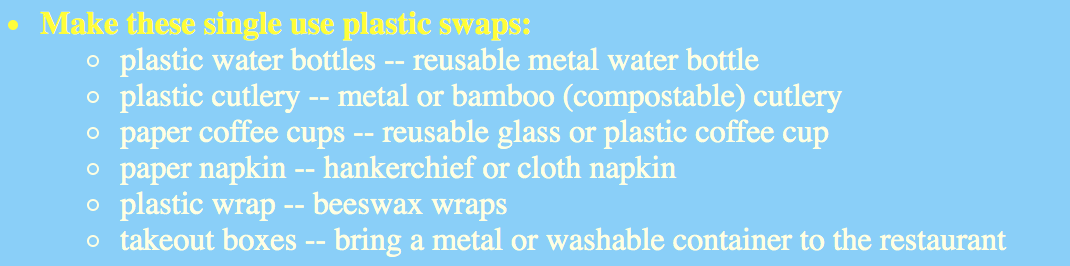 Make these single use plastic swaps:
plastic water bottles -- reusable metal water bottle
plastic cutlery -- metal or bamboo (compostable) cutlery
paper coffee cups -- reusable glass or plastic coffee cup
paper napkin -- hankerchief or cloth napkin
plastic wrap -- beeswax wraps
takeout boxes -- bring a metal or washable container to the restaurant